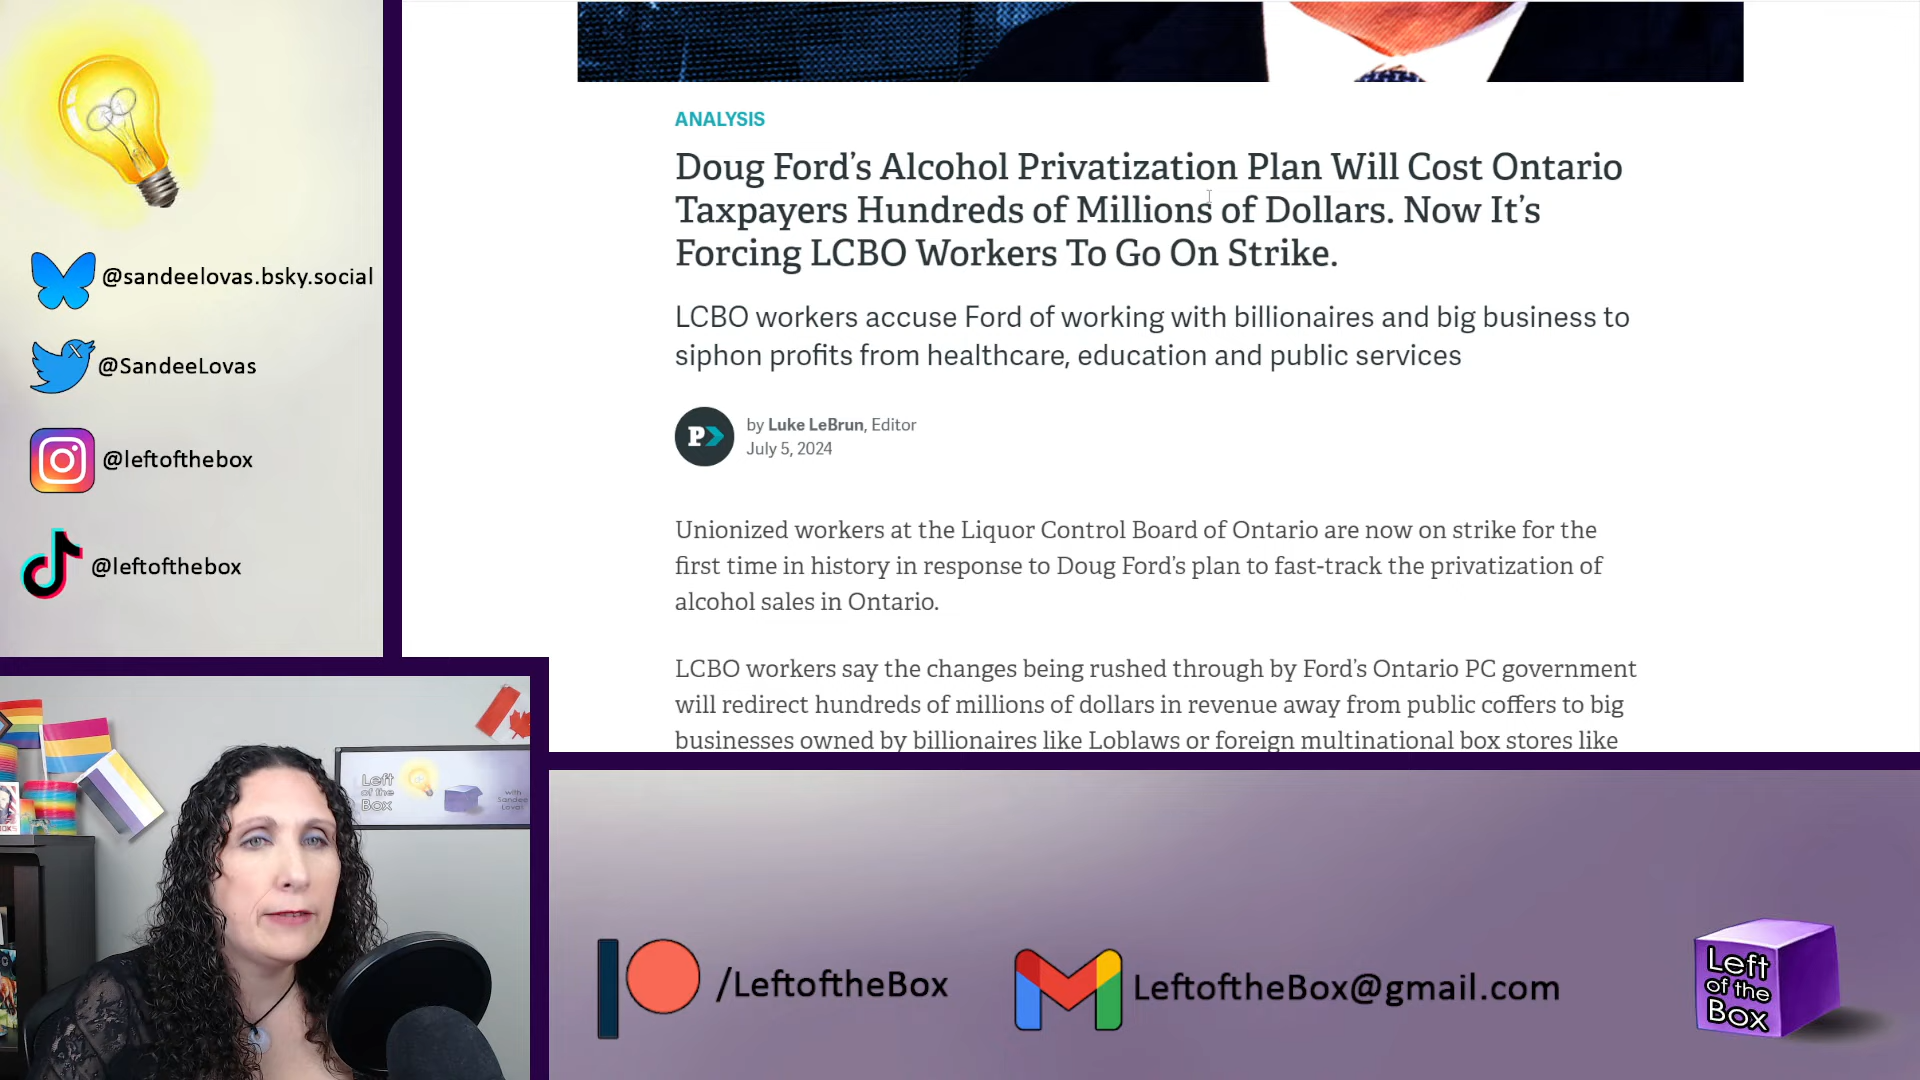 ANALYSIS
Doug Ford’s Alcohol Privatization Plan Will Cost Ontario
Taxpayers Hundreds of Millions of Dollars. Now It’s
Forcing LCBO Workers To Go On Strike.
LCBO workers accuse Ford of working with billionaires and big business to
siphon profits from healthcare, education and public services
P
by Luke LeBrun, Editor
July 5, 2024
Unionized workers at the Liquor Control Board of Ontario are now on strike for the
first time in history in response to Doug Ford’s plan to fast-track the privatization of
alcohol sales in Ontario.
LCBO workers say the changes being rushed through by Ford’s Ontario PC government
will redirect hundreds of millions of dollars in revenue away from public coffers to big
businesses owned by billionaires like Loblaws or foreign multinational box stores like
@sandeelovas.bsky.social
@SandeeLovas
@leftofthebox
@leftofthebox
Left
of the
Box
with
Sandee
Lovas
/LeftoftheBox
LeftoftheBox@gmail.com
Left
of the
Box